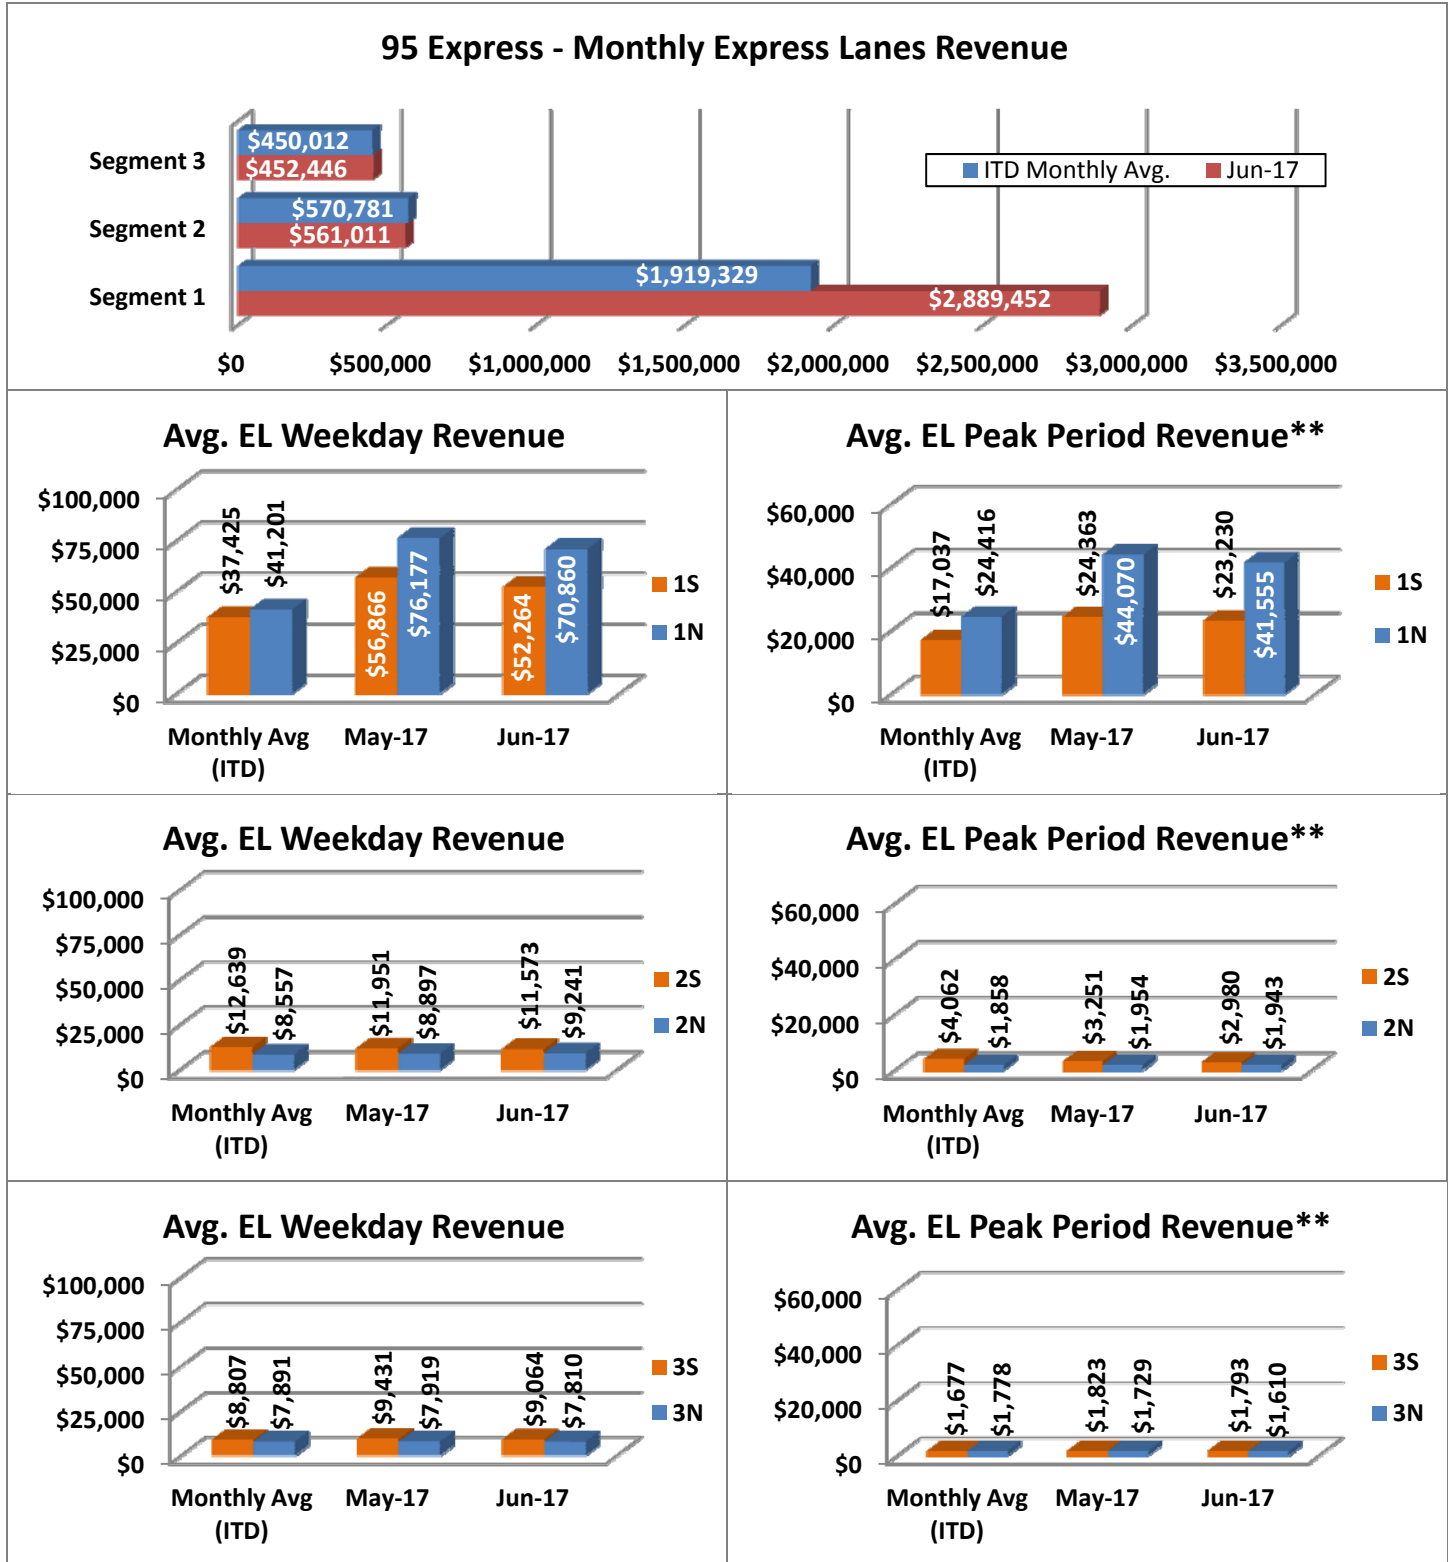 95 Express - Monthly Express Lanes Revenue
Segment 3
$450,012
$452,446
ITD Monthly Avg.
Jun-17
Segment 2
$570,781
$561,011
Segment 1
$1,919,329
$2,889,452
$0 $500,000 $1,000,000 $1,500,000 $2,000,000 $2,500,000 $3,000,000 $3,500,000
Avg. EL Weekday Revenue
$100,000
$75,000
$50,000
$25,000
$0
$37,425
$41,201
$56,866
$76,177
$52,264
$70,860
1S
1N
Monthly Avg (ITD)
May-17
Jun-17
Avg. EL Peak Period Revenue**
$60,000
$40,000
$20,000
$0
$17,037
$24,416
$24,363
$44,070
$23,230
$41,555
1S
1N
Monthly Avg (ITD)
May-17
Jun-17
Avg. EL Weekday Revenue
$100,000
$75,000
$50,000
$25,000
$0
$12,639
$8,557
$11,951
$8,897
$11,573
$9,241
2S
2N
Monthly Avg (ITD)
May-17
Jun-17
Avg. EL Peak Period Revenue**
$60,000
$40,000
$20,000
$0
$4,062
$1,858
$3,251
$1,954
$2,980
$1,943
2S
2N
Monthly Avg (ITD)
May-17
Jun-17
Avg. EL Weekday Revenue
$100,000
$75,000
$50,000
$25,000
$0
$8,807
$7,891
$9,431
$7,919
$9,064
$7,810
3S
3N
Monthly Avg (ITD)
May-17
Jun-17
Avg. EL Peak Period Revenue**
$60,000
$40,000
$20,000
$0
$1,677
$1,778
$1,823
$1,729
$1,793
$1,610
3S
3N
Monthly Avg (ITD)
May-17
Jun-17